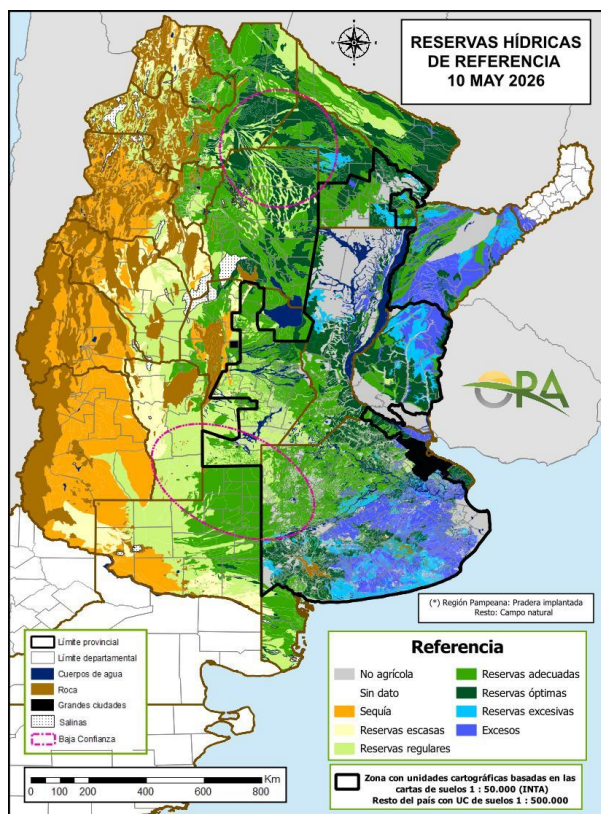 RESERVAS HÍDRICAS
DE REFERENCIA
10 MAY 2026
ORA
(*) Región Pampeana: Pradera implantada
Resto: Campo natural
Límite provincial
Límite departamental
Cuerpos de agua
Roca
Grandes ciudades
Salinas
Baja Confianza
Referencia
No agrícola
Sin dato
Sequía
Reservas escasas
Reservas regulares
Reservas adecuadas
Reservas óptimas
Reservas excesivas
Excesos
0 100 200 400 600 800
Km
Zona con unidades cartográficas basadas en las
cartas de suelos 1 : 50.000 (INTA)
Resto del país con UC de suelos 1 : 500.000